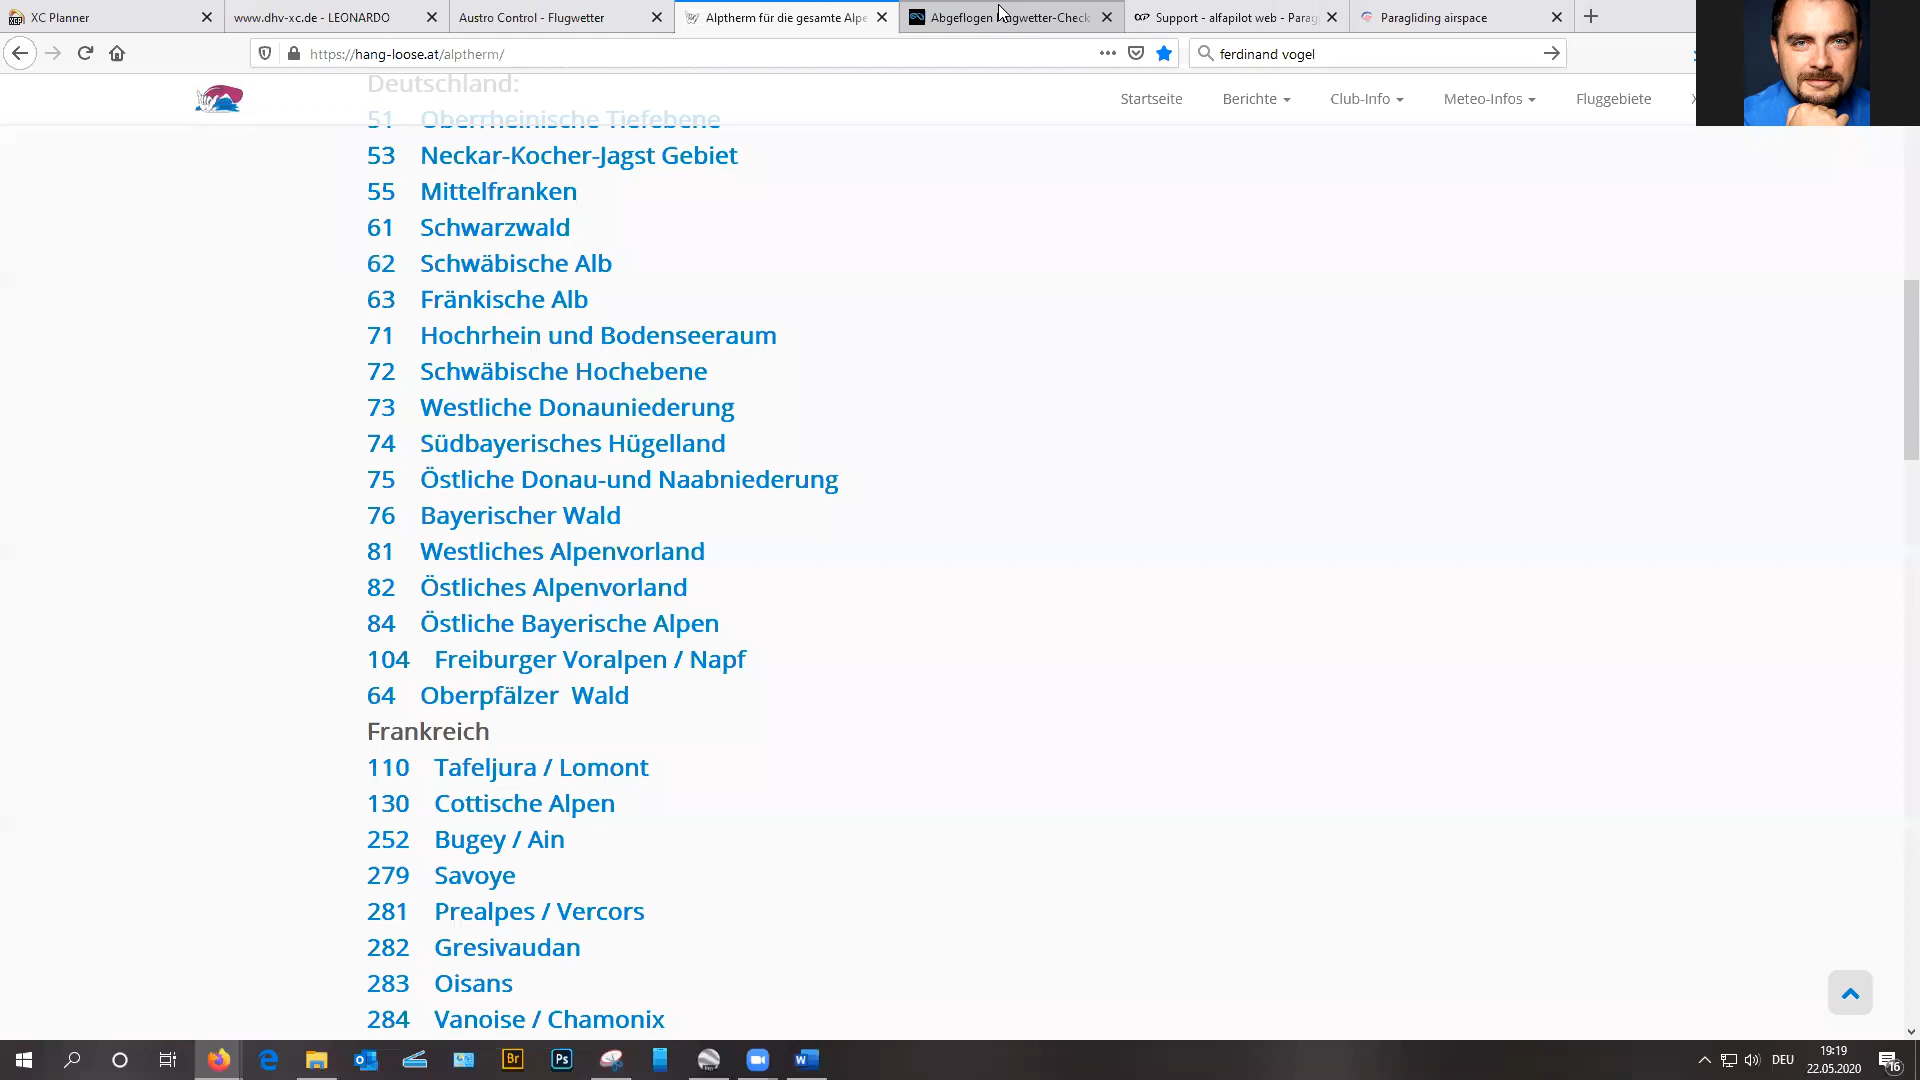 XC Planner
www.dhv-xc.de - LEONARDO
Austro Control - Flugwetter
Alptherm für die gesamte Alpe
Abgeflogen Flugwetter-Check
Support - alfapilot web - Parag
Paragliding airspace
https://hang-loose.at/alptherm/
ferdinand vogel
Startseite
Berichte
Club-Info
Meteo-Infos
Fluggebiete
Deutschland:
51 Oberrheinische Tiefebene
53 Neckar-Kocher-Jagst Gebiet
55 Mittelfranken
61 Schwarzwald
62 Schwäbische Alb
63 Fränkische Alb
71 Hochrhein und Bodenseeraum
72 Schwäbische Hochebene
73 Westliche Donauniederung
74 Südbayerisches Hügelland
75 Östliche Donau-und Naabniederung
76 Bayerischer Wald
81 Westliches Alpenvorland
82 Östliches Alpenvorland
84 Östliche Bayerische Alpen
104 Freiburger Voralpen / Napf
64 Oberpfälzer Wald
Frankreich
110 Tafeljura / Lomont
130 Cottische Alpen
252 Bugey / Ain
279 Savoye
281 Prealpes / Vercors
282 Gresivaudan
283 Oisans
284 Vanoise / Chamonix
Br
Ps
DEU
19:19
22.05.2020
16